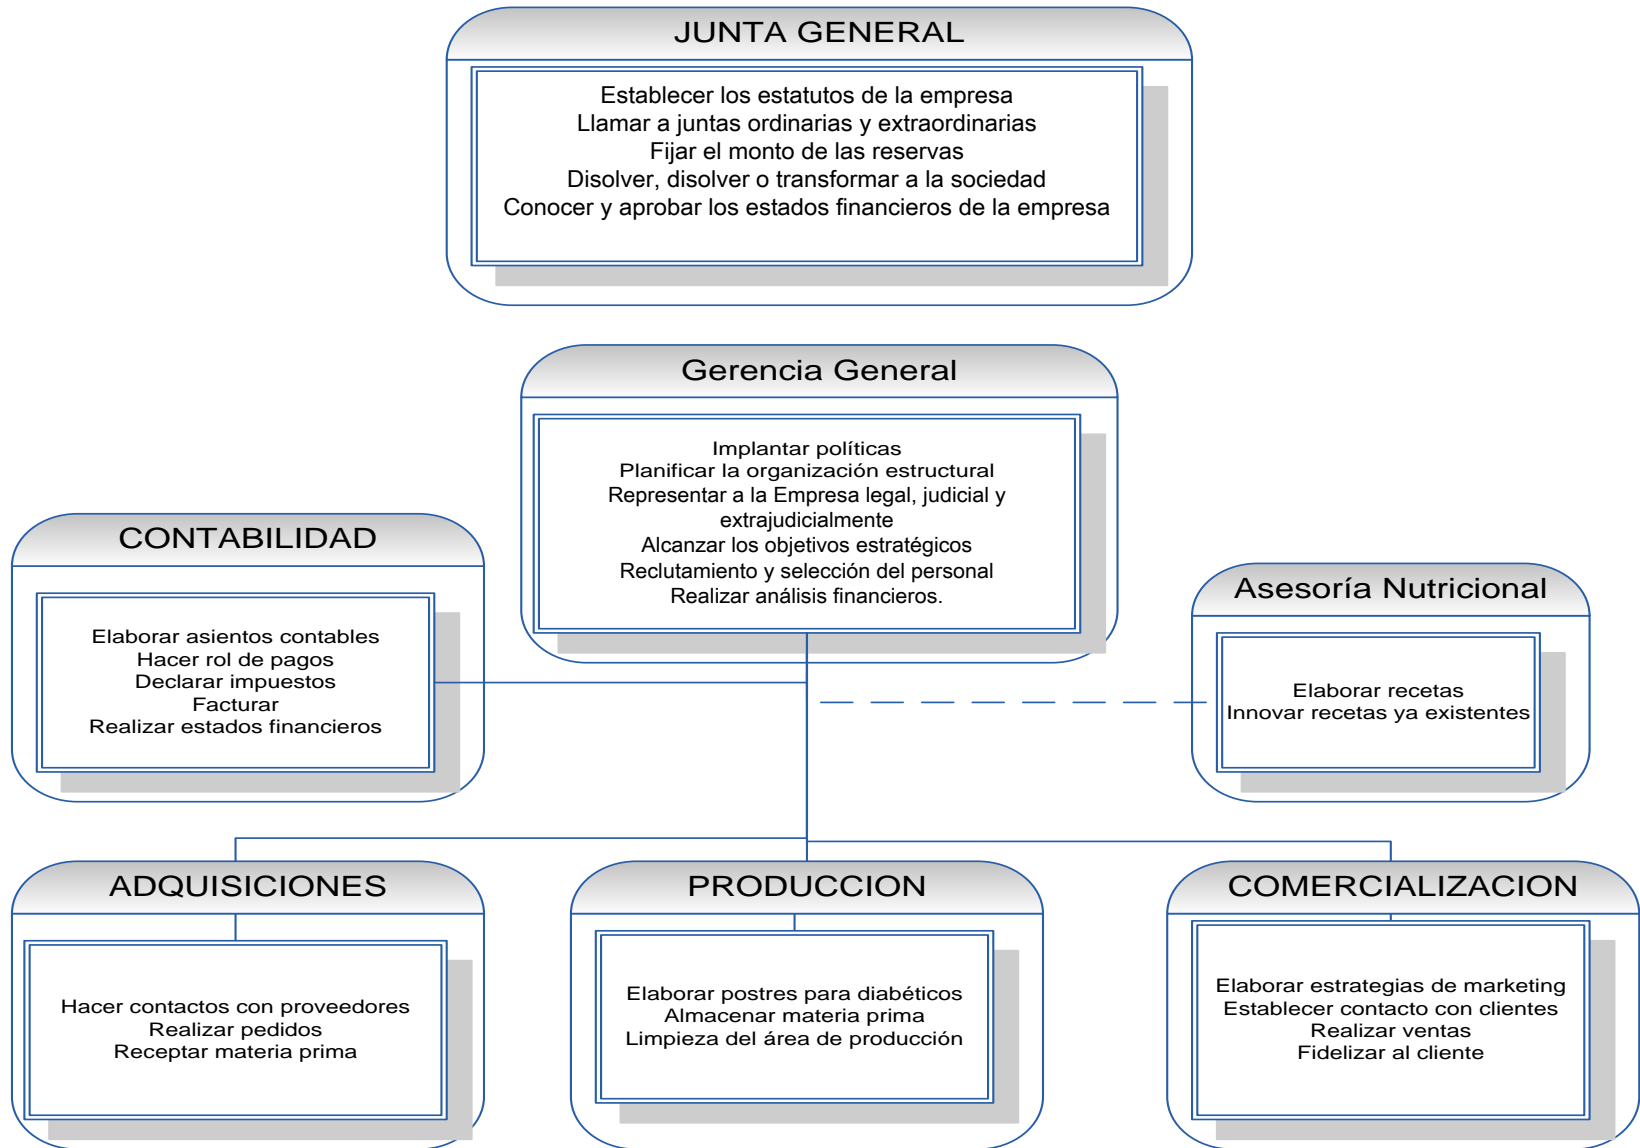 JUNTA GENERAL
Establecer los estatutos de la empresa
Llamar a juntas ordinarias y extraordinarias
Fijar el monto de las reservas
Disolver, disolver o transformar a la sociedad
Conocer y aprobar los estados financieros de la empresa
Gerencia General
Implantar políticas
Planificar la organización estructural
Representar a la Empresa legal, judicial y
extrajudicialmente
Alcanzar los objetivos estratégicos
Reclutamiento y selección del personal
Realizar análisis financieros.
CONTABILIDAD
Elaborar asientos contables
Hacer rol de pagos
Declarar impuestos
Facturar
Realizar estados financieros
Asesoría Nutricional
Elaborar recetas
Innovar recetas ya existentes
ADQUISICIONES
Hacer contactos con proveedores
Realizar pedidos
Receptar materia prima
PRODUCCION
Elaborar postres para diabéticos
Almacenar materia prima
Limpieza del área de producción
COMERCIALIZACION
Elaborar estrategias de marketing
Establecer contacto con clientes
Realizar ventas
Fidelizar al cliente